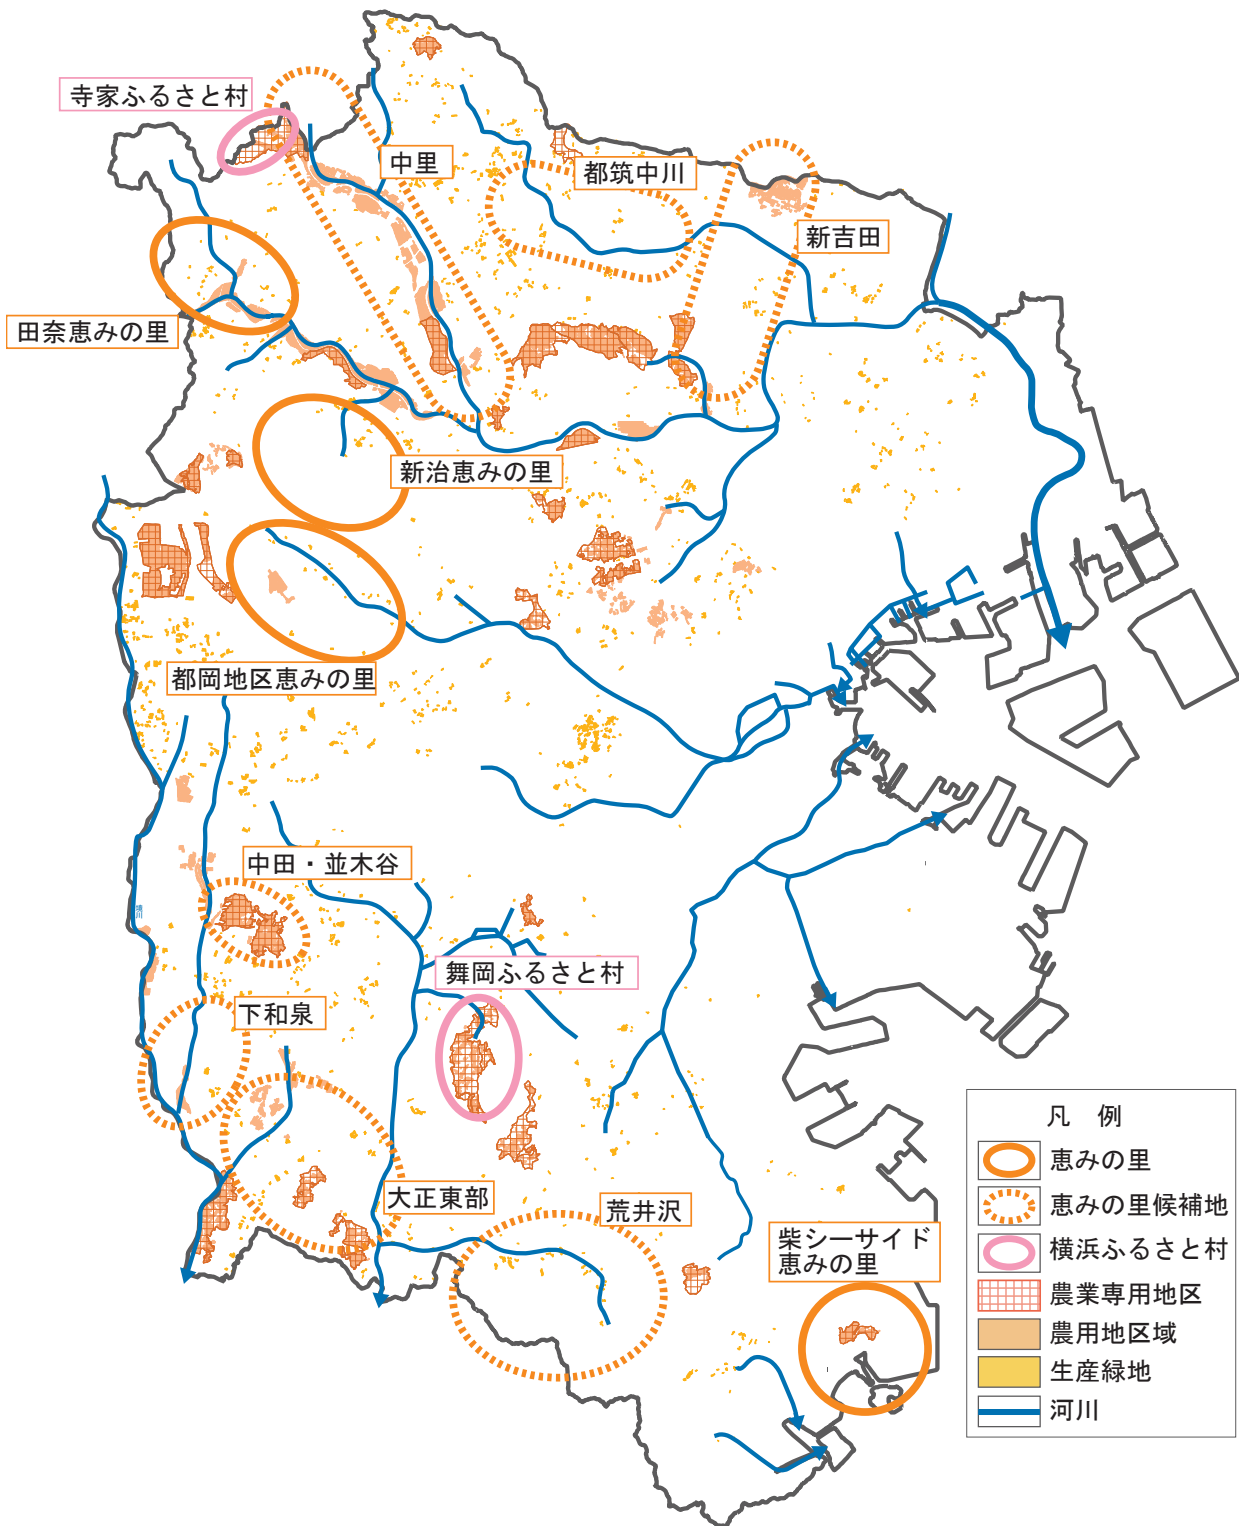 寺家ふるさと村
中里
都筑中川
新吉田
田奈恵みの里
新治恵みの里
都岡地区恵みの里
中田・並木谷
舞岡ふるさと村
下和泉
大正東部
荒井沢
柴シーサイド
恵みの里
凡 例
恵みの里
恵みの里候補地
横浜ふるさと村
農業専用地区
農用地区域
生産緑地
河川